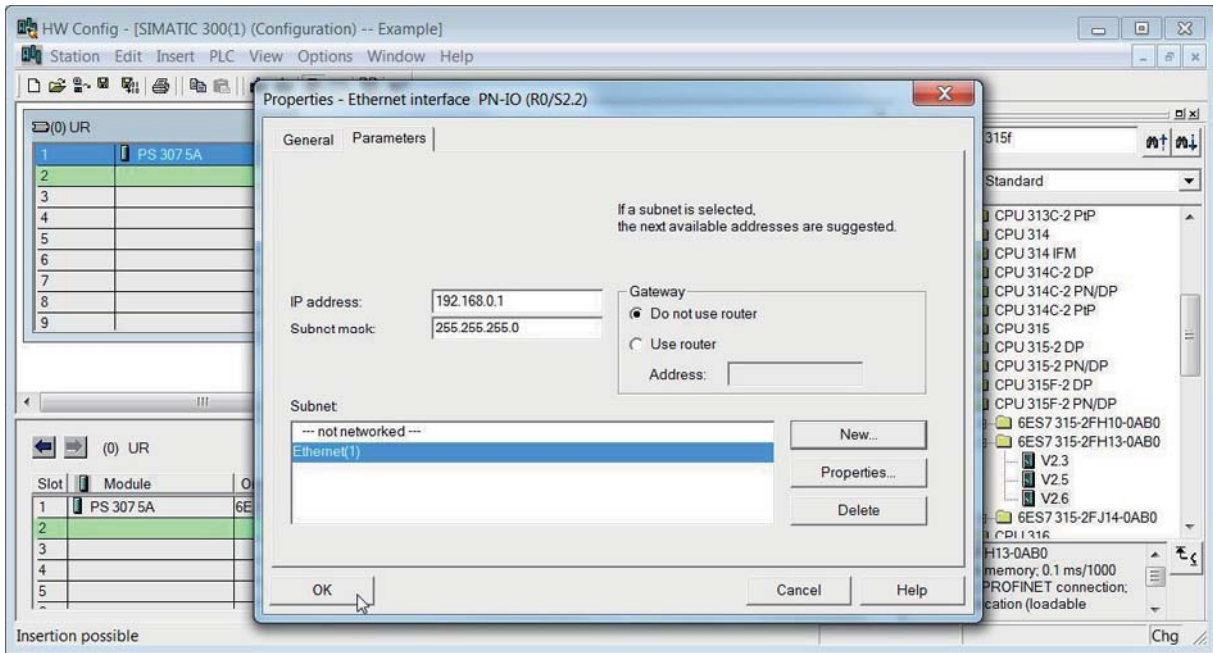 HW Config - [SIMATIC 300(1) (Configuration) -- Example]
Station Edit Insert PLC View Options Window Help
(0) UR
1 PS 307 5A
2
3
4
5
6
7
8
9
Properties - Ethernet interface PN-IO (R0/S2.2)
General Parameters
If a subnet is selected,
the next available addresses are suggested.
IP address: 192.168.0.1
Subnet mask: 255.255.255.0
Gateway
Do not use router
Use router
Address:
Subnet:
--- not networked ---
Ethernet(1)
New...
Properties...
Delete
OK Cancel Help
315f
Standard
CPU 313C-2 PtP
CPU 314
CPU 314 IFM
CPU 314C-2 DP
CPU 314C-2 PN/DP
CPU 314C-2 PtP
CPU 315
CPU 315-2 DP
CPU 315-2 PN/DP
CPU 315F-2 DP
CPU 315F-2 PN/DP
6ES7 315-2FH10-0AB0
6ES7 315-2FH13-0AB0
V2.3
V2.5
V2.6
6ES7 315-2FJ14-0AB0
CPU 316
H13-0AB0
memory; 0.1 ms/1000
PROFINET connection;
cation (loadable
(0) UR
Slot Module O
1 PS 307 5A 6E
2
3
4
5
Insertion possible
Chg